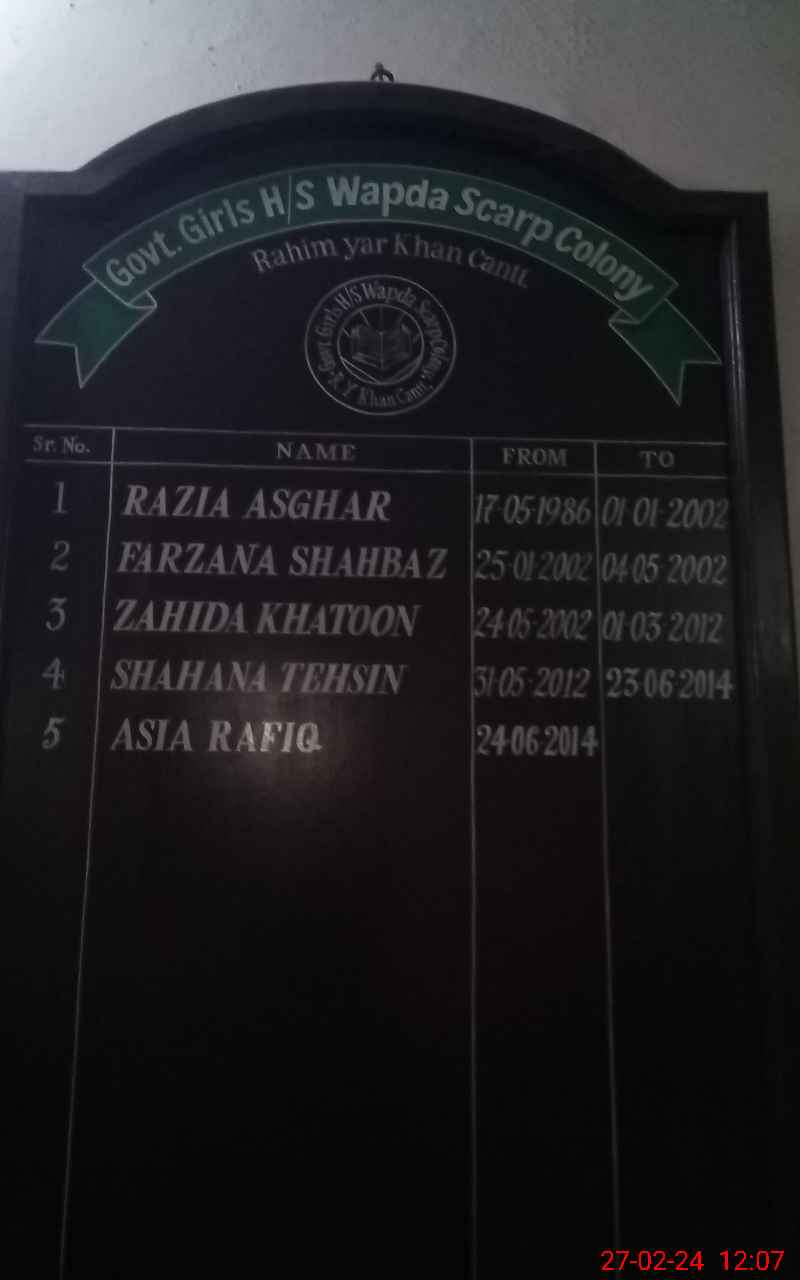 Govt. Girls H/S Wapda Scarp Colony
Rahim yar Khan Cantt.
Govt. Girls H/S Wapda Scarp Colony
R.Y Khan Cantt.
Sr. No. NAME FROM TO
1 RAZIA ASGHAR 17-05-1986 01-01-2002
2 FARZANA SHAHBAZ 25-01-2002 04-05-2002
3 ZAHIDA KHATOON 24-05-2002 01-03-2012
4 SHAHANA TEHSIN 31-05-2012 23-06-2014
5 ASIA RAFIQ 24-06-2014
27-02-24 12:07